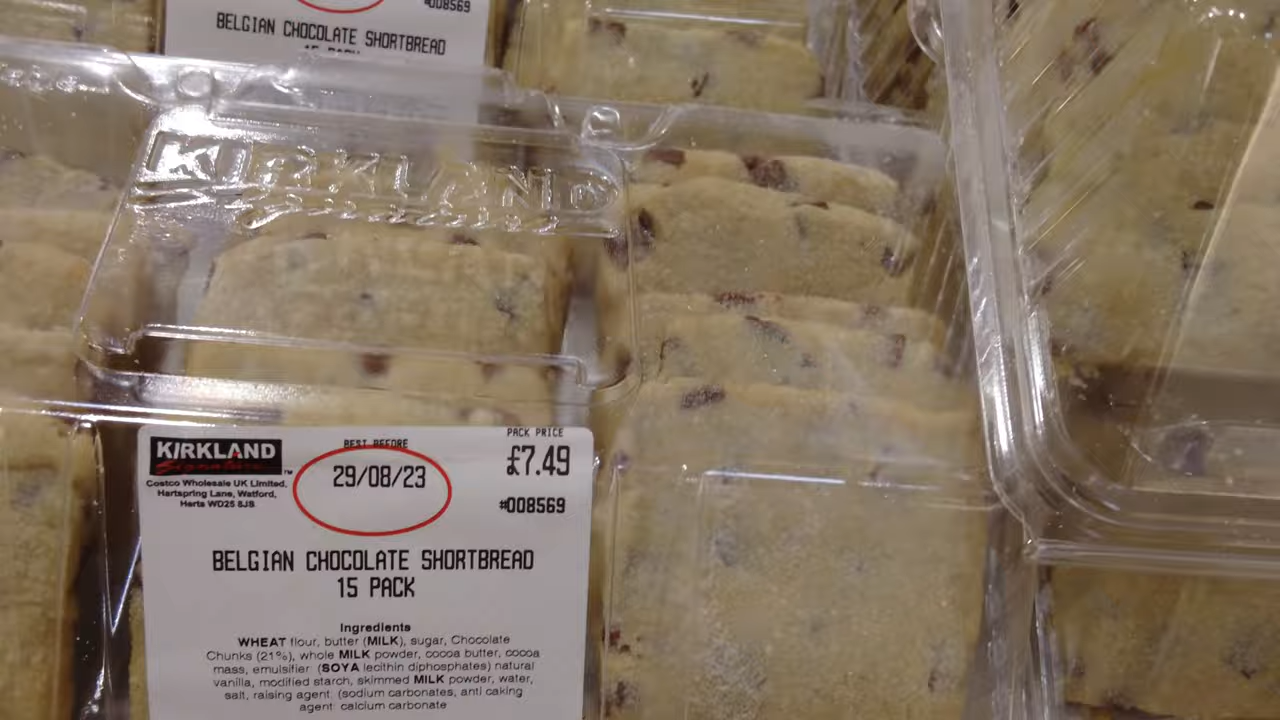 #008569
BELGIAN CHOCOLATE SHORTBREAD
15 PACK
KIRKLAND
KIRKLAND
Signature™
Costco Wholesale UK Limited,
Hartspring Lane, Watford,
Herts WD25 8JS
BEST BEFORE
29/08/23
PACK PRICE
£7.49
#008569
BELGIAN CHOCOLATE SHORTBREAD
15 PACK
Ingredients
WHEAT flour, butter (MILK), sugar, Chocolate
Chunks (21%), whole MILK powder, cocoa butter, cocoa
mass, emulsifier: (SOYA lecithin diphosphates) natural
vanilla, modified starch, skimmed MILK powder, water,
salt, raising agent: (sodium carbonates, anti caking
agent: calcium carbonate